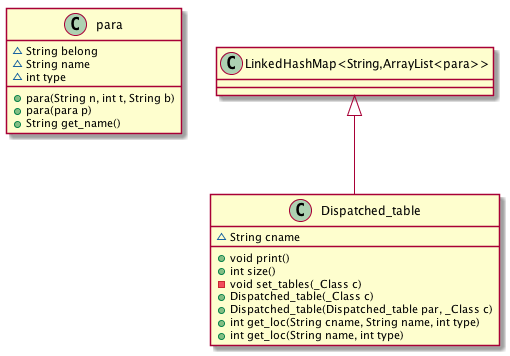 C para
~ String belong
~ String name
~ int type
para(String n, int t, String b)
para(para p)
String get_name()
C LinkedHashMap<String,ArrayList<para>>
C Dispatched_table
~ String cname
void print()
int size()
void set_tables(_Class c)
Dispatched_table(_Class c)
Dispatched_table(Dispatched_table par, _Class c)
int get_loc(String cname, String name, int type)
int get_loc(String name, int type)